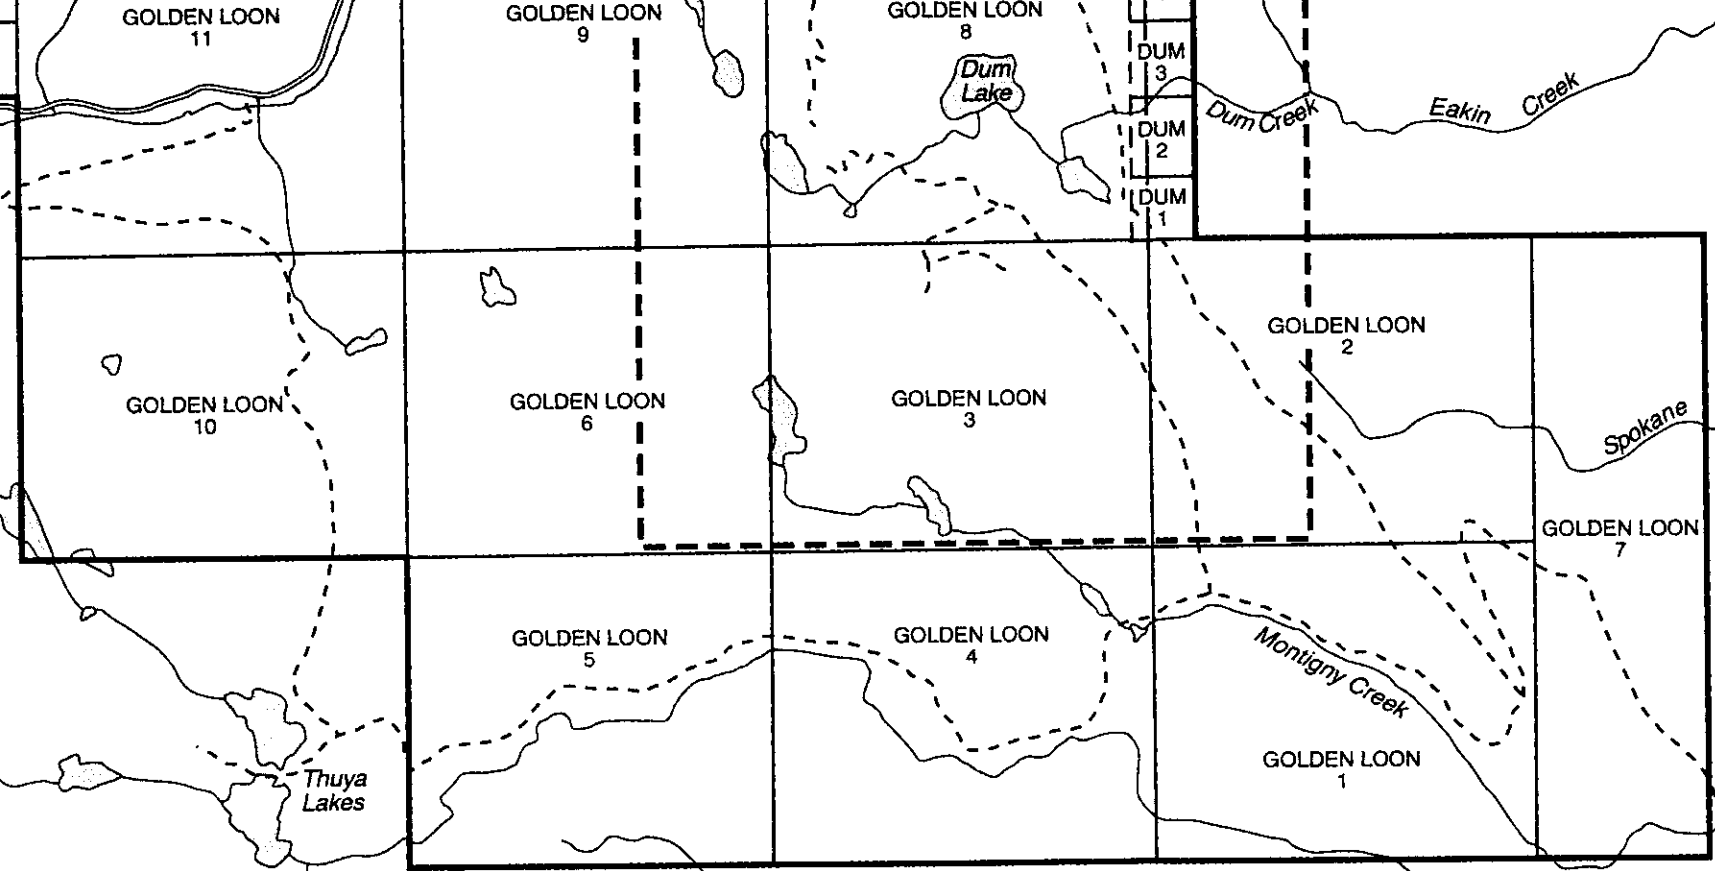 GOLDEN LOON
11
GOLDEN LOON
9
GOLDEN LOON
8
DUM
3
Dum
Lake
Dum Creek
Eakin Creek
DUM
2
DUM
1
GOLDEN LOON
2
GOLDEN LOON
10
GOLDEN LOON
6
GOLDEN LOON
3
Spokane
GOLDEN LOON
7
GOLDEN LOON
5
GOLDEN LOON
4
Montigny Creek
GOLDEN LOON
1
Thuya
Lakes